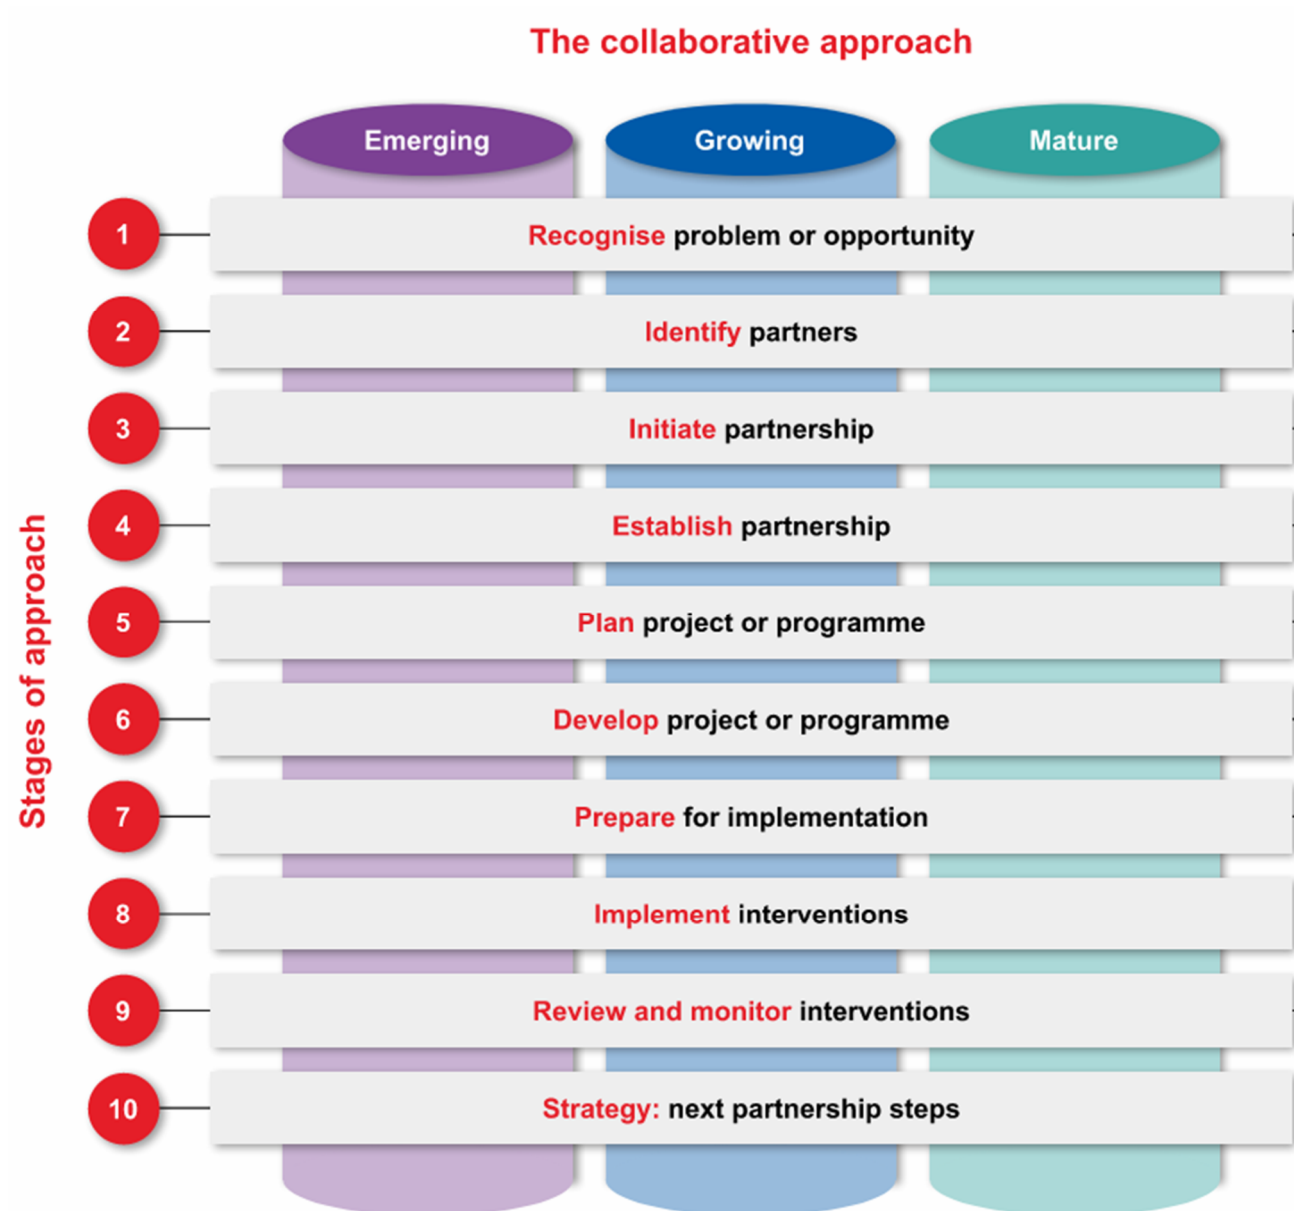 The collaborative approach
Emerging
Growing
Mature
1
Recognise problem or opportunity
2
Identify partners
3
Initiate partnership
4
Establish partnership
5
Plan project or programme
6
Develop project or programme
7
Prepare for implementation
8
Implement interventions
9
Review and monitor interventions
10
Strategy: next partnership steps
Stages of approach